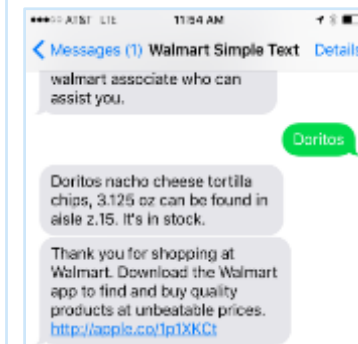 AT&T LTE 11:54 AM
Messages (1) Walmart Simple Text Details
walmart associate who can
assist you.
Doritos
Doritos nacho cheese tortilla
chips, 3.125 oz can be found in
aisle z.15. It's in stock.
Thank you for shopping at
Walmart. Download the Walmart
app to find and buy quality
products at unbeatable prices.
http://apple.co/1p1XKCt